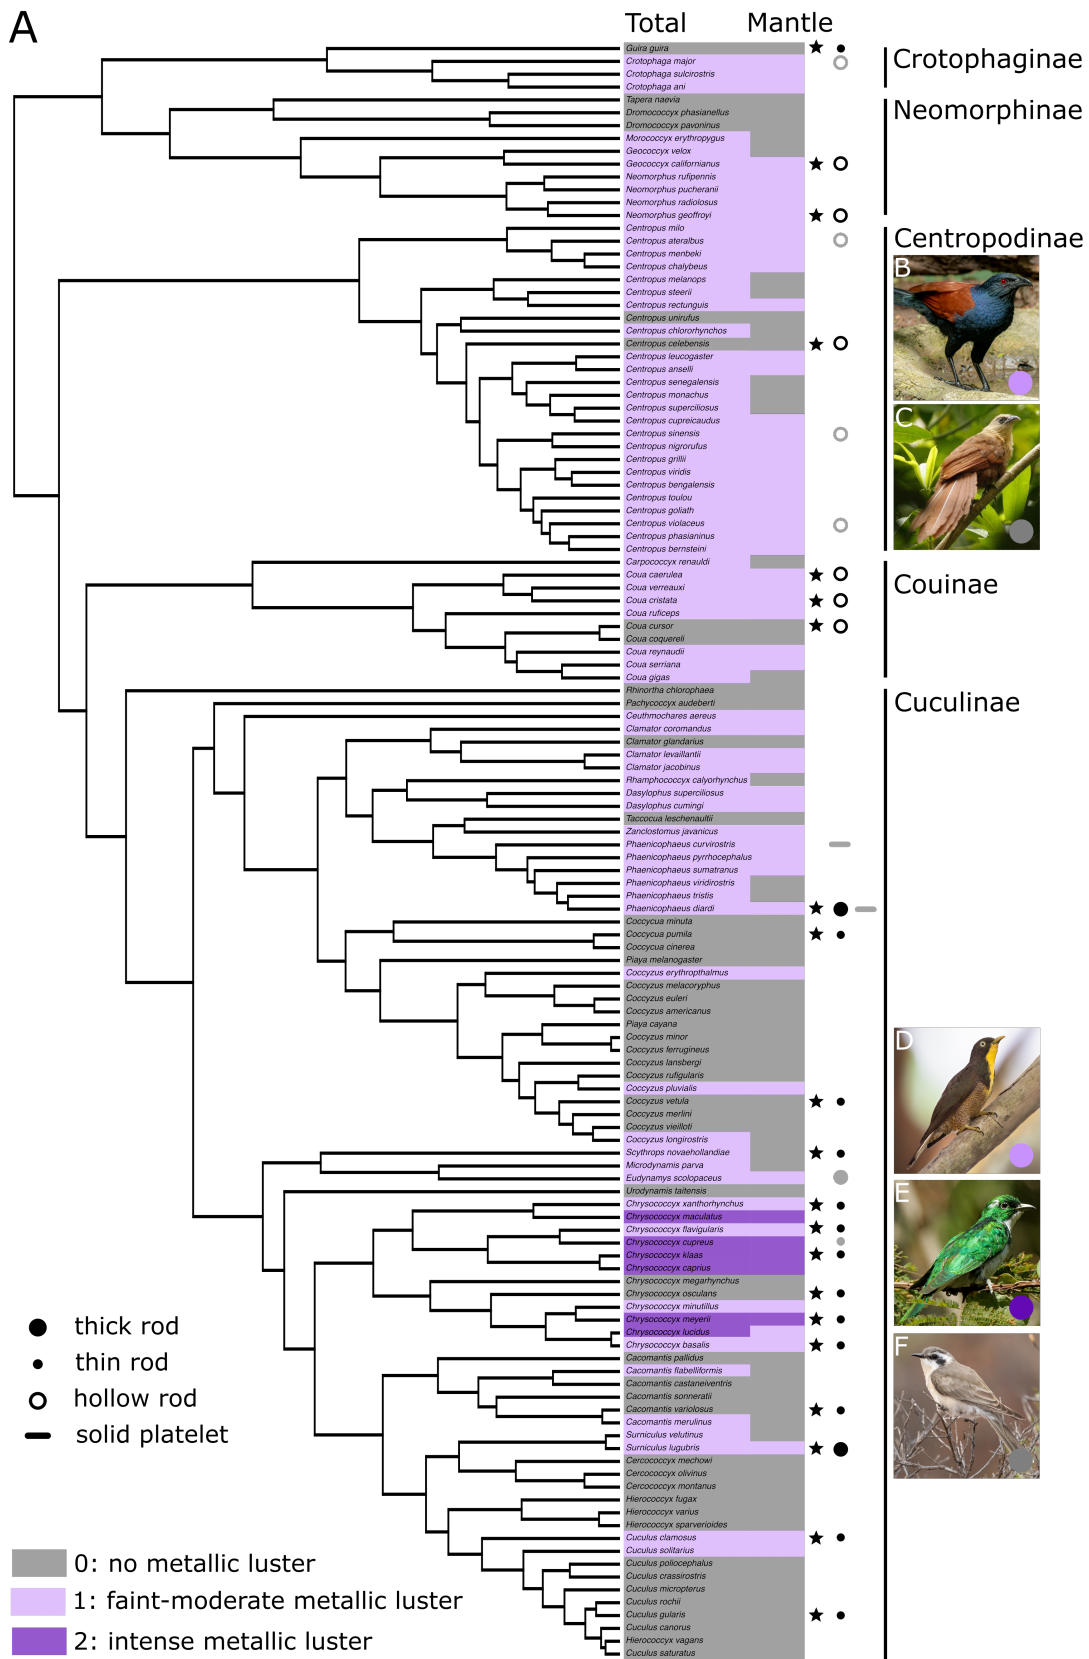 A
Total
Mantle
Guira guira
Crotophaga major
Crotophaga sulcirostris
Crotophaga ani
Tapera naevia
Dromococcyx phasianellus
Dromococcyx pavoninus
Morococcyx erythropygus
Geococcyx velox
Geococcyx californianus
Neomorphus rufipennis
Neomorphus pucheranii
Neomorphus radiolosus
Neomorphus geoffroyi
Centropus milo
Centropus ateralbus
Centropus menbeki
Centropus chalybeus
Centropus melanops
Centropus steerii
Centropus rectunguis
Centropus unirufus
Centropus chlororhynchos
Centropus celebensis
Centropus leucogaster
Centropus anselli
Centropus senegalensis
Centropus monachus
Centropus superciliosus
Centropus cupreicaudus
Centropus sinensis
Centropus nigrorufus
Centropus grillii
Centropus viridis
Centropus bengalensis
Centropus toulou
Centropus goliath
Centropus violaceus
Centropus phasianinus
Centropus bernsteini
Carpococcyx renauldi
Coua caerulea
Coua verreauxi
Coua cristata
Coua ruficeps
Coua cursor
Coua coquereli
Coua reynaudii
Coua serriana
Coua gigas
Rhinortha chlorophaea
Pachycoccyx audeberti
Ceuthmochares aereus
Clamator coromandus
Clamator glandarius
Clamator levaillantii
Clamator jacobinus
Rhamphococcyx calyorhynchus
Dasylophus superciliosus
Dasylophus cumingi
Taccocua leschenaultii
Zanclostomus javanicus
Phaenicophaeus curvirostris
Phaenicophaeus pyrrhocephalus
Phaenicophaeus sumatranus
Phaenicophaeus viridirostris
Phaenicophaeus tristis
Phaenicophaeus diardi
Coccycua minuta
Coccycua pumila
Coccycua cinerea
Piaya melanogaster
Coccyzus erythropthalmus
Coccyzus melacoryphus
Coccyzus euleri
Coccyzus americanus
Piaya cayana
Coccyzus minor
Coccyzus ferrugineus
Coccyzus lansbergi
Coccyzus rufigularis
Coccyzus pluvialis
Coccyzus vetula
Coccyzus merlini
Coccyzus vieilloti
Coccyzus longirostris
Scythrops novaehollandiae
Microdynamis parva
Eudynamys scolopaceus
Urodynamis taitensis
Chrysococcyx xanthorhynchus
Chrysococcyx maculatus
Chrysococcyx flavigularis
Chrysococcyx cupreus
Chrysococcyx klaas
Chrysococcyx caprius
Chrysococcyx megarhynchus
Chrysococcyx osculans
Chrysococcyx minutillus
Chrysococcyx meyerii
Chrysococcyx lucidus
Chrysococcyx basalis
Cacomantis pallidus
Cacomantis flabelliformis
Cacomantis castaneiventris
Cacomantis sonneratii
Cacomantis variolosus
Cacomantis merulinus
Surniculus velutinus
Surniculus lugubris
Cercococcyx mechowi
Cercococcyx olivinus
Cercococcyx montanus
Hierococcyx fugax
Hierococcyx varius
Hierococcyx sparverioides
Cuculus clamosus
Cuculus solitarius
Cuculus poliocephalus
Cuculus crassirostris
Cuculus micropterus
Cuculus rochii
Cuculus gularis
Cuculus canorus
Hierococcyx vagans
Cuculus saturatus
Crotophaginae
Neomorphinae
Centropodinae
B
C
Couinae
Cuculinae
D
E
F
thick rod
thin rod
hollow rod
solid platelet
0: no metallic luster
1: faint-moderate metallic luster
2: intense metallic luster